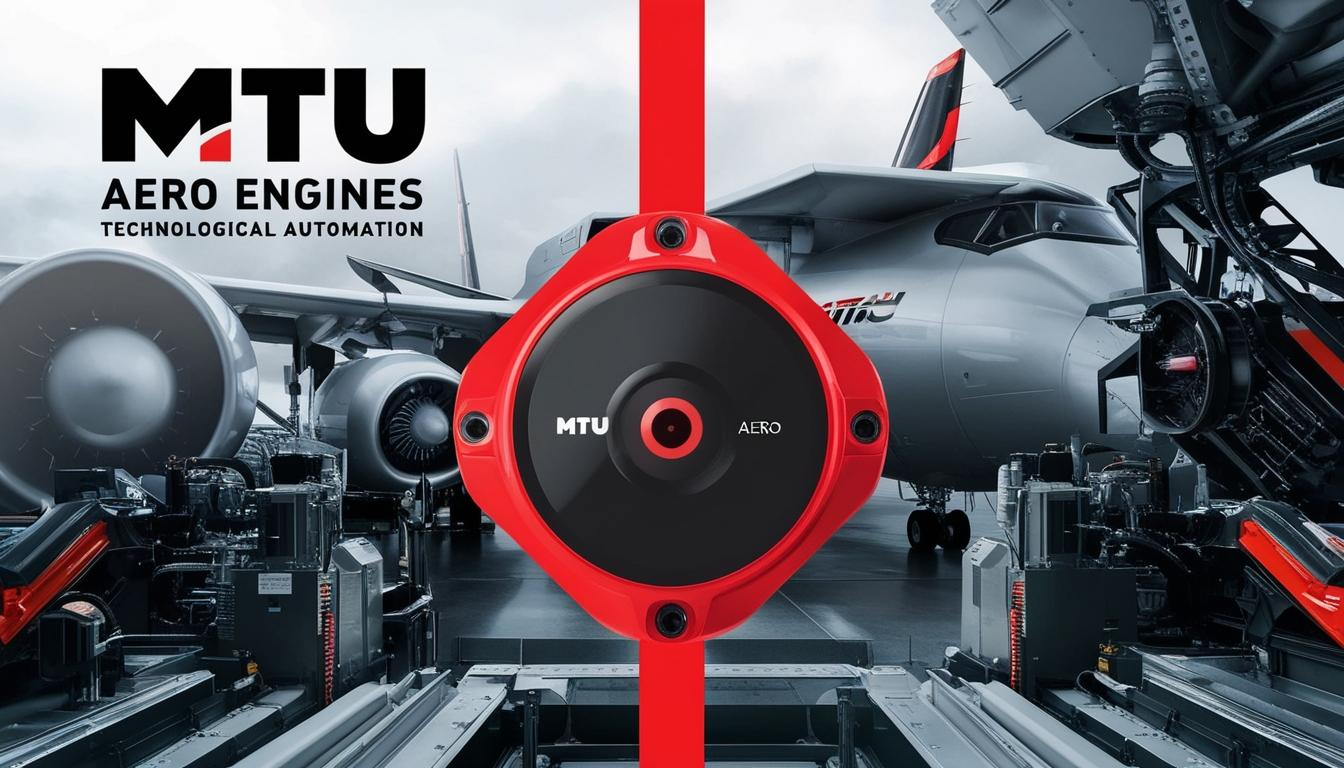 MTU
AERO ENGINES
TECHNOLOGICAL AUTOMATION
MTU
AERO